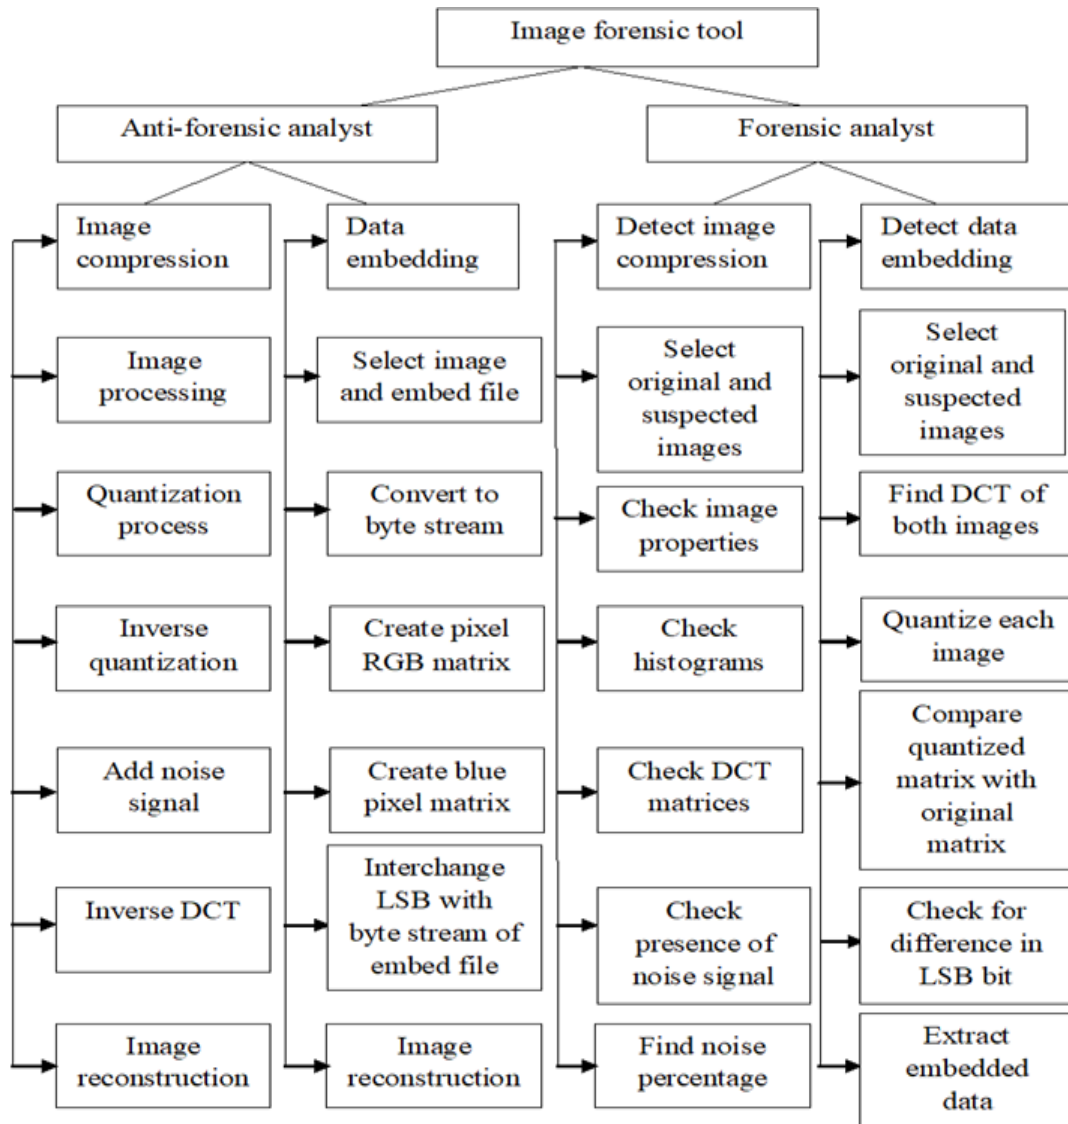 Image forensic tool
Anti-forensic analyst
Forensic analyst
Image
compression
Data
embedding
Detect image
compression
Detect data
embedding
Image
processing
Select image
and embed file
Select
original and
suspected
images
Select
original and
suspected
images
Quantization
process
Convert to
byte stream
Check image
properties
Find DCT of
both images
Inverse
quantization
Create pixel
RGB matrix
Check
histograms
Quantize each
image
Add noise
signal
Create blue
pixel matrix
Check DCT
matrices
Compare
quantized
matrix with
original
matrix
Inverse DCT
Interchange
LSB with
byte stream of
embed file
Check
presence of
noise signal
Check for
difference in
LSB bit
Image
reconstruction
Image
reconstruction
Find noise
percentage
Extract
embedded
data